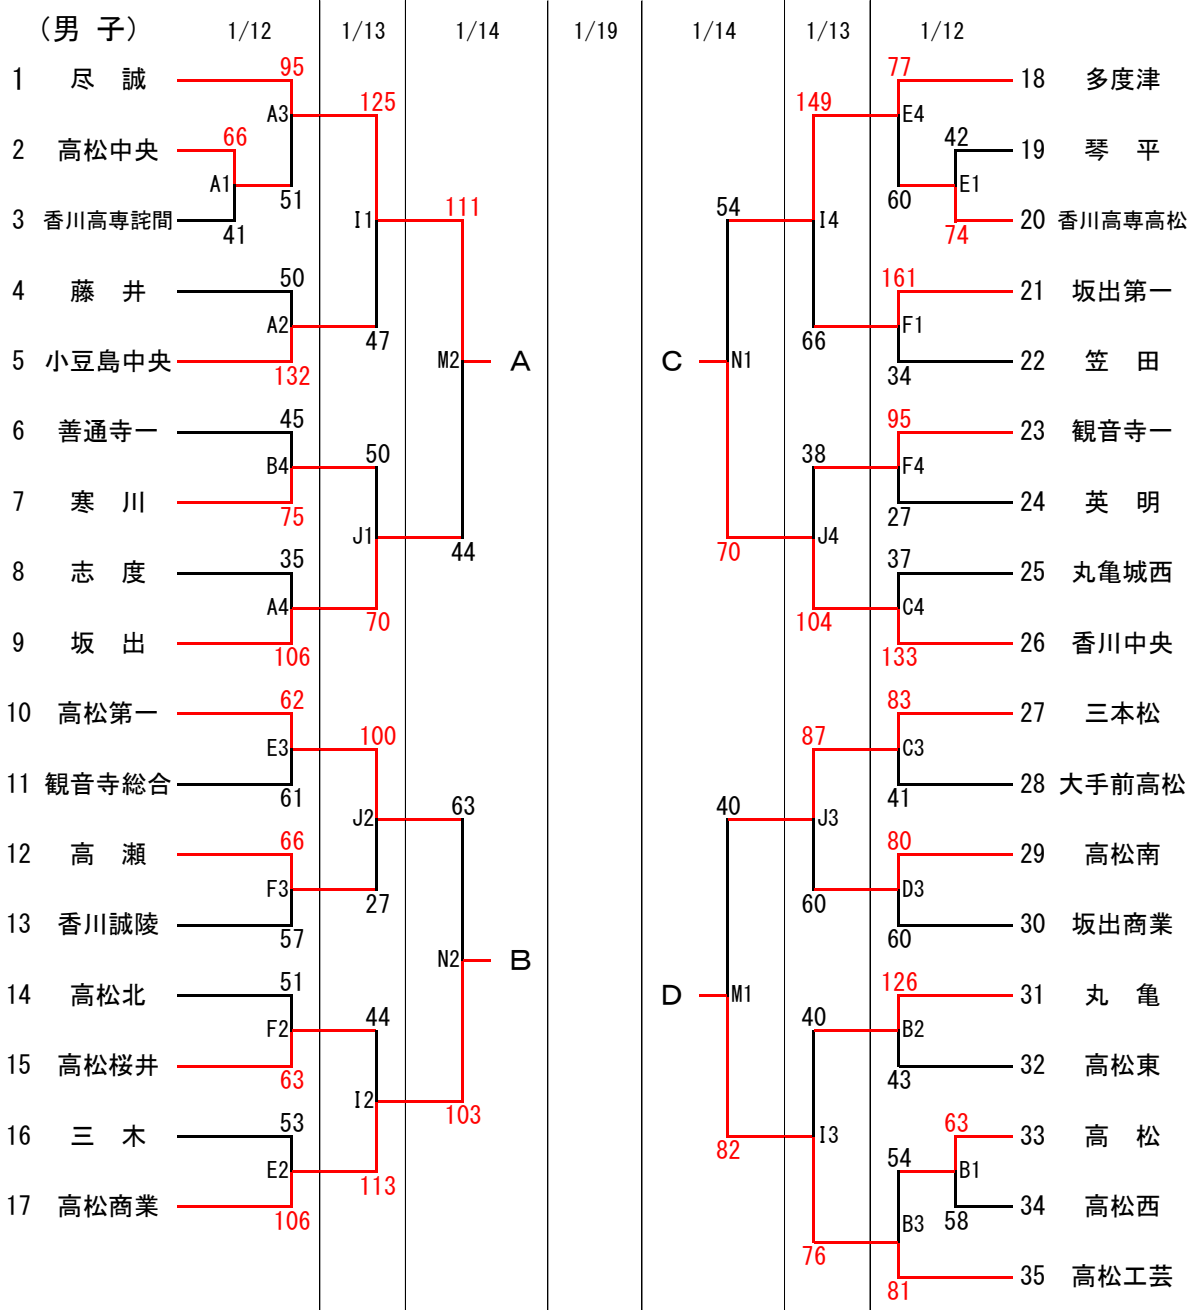 （男 子） 1/12 1/13 1/14 1/19 1/14 1/13 1/12
1 尽 誠 95 125 149 77 18 多度津
A3 E4
2 高松中央 66 42 19 琴 平
A1 51 60 E1
3 香川高専詫間 41 I1 111 54 I4 74 20 香川高専高松
4 藤 井 50 161 21 坂出第一
A2 47 66 F1
5 小豆島中央 132 M2 A C N1 34 22 笠 田
6 善通寺一 45 95 23 観音寺一
B4 50 38 F4
7 寒 川 75 27 24 英 明
J1 44 70 J4
8 志 度 35 37 25 丸亀城西
A4 70 104 C4
9 坂 出 106 133 26 香川中央
10 高松第一 62 83 27 三本松
E3 100 87 C3
11 観音寺総合 61 41 28 大手前高松
J2 63 40 J3
12 高 瀬 66 80 29 高松南
F3 27 60 D3
13 香川誠陵 57 60 30 坂出商業
N2 B
14 高松北 51 D M1 126 31 丸 亀
F2 44 40 B2
15 高松桜井 63 43 32 高松東
I2 103
16 三 木 53 82 I3 63 33 高 松
E2 113 54 B1
17 高松商業 106 58 34 高松西
B3
76 81 35 高松工芸